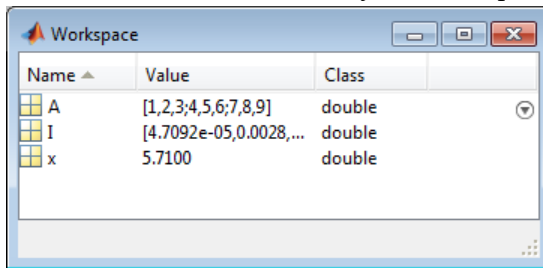 Workspace
Name Value Class
A [1,2,3;4,5,6;7,8,9] double
I [4.7092e-05,0.0028,... double
x 5.7100 double